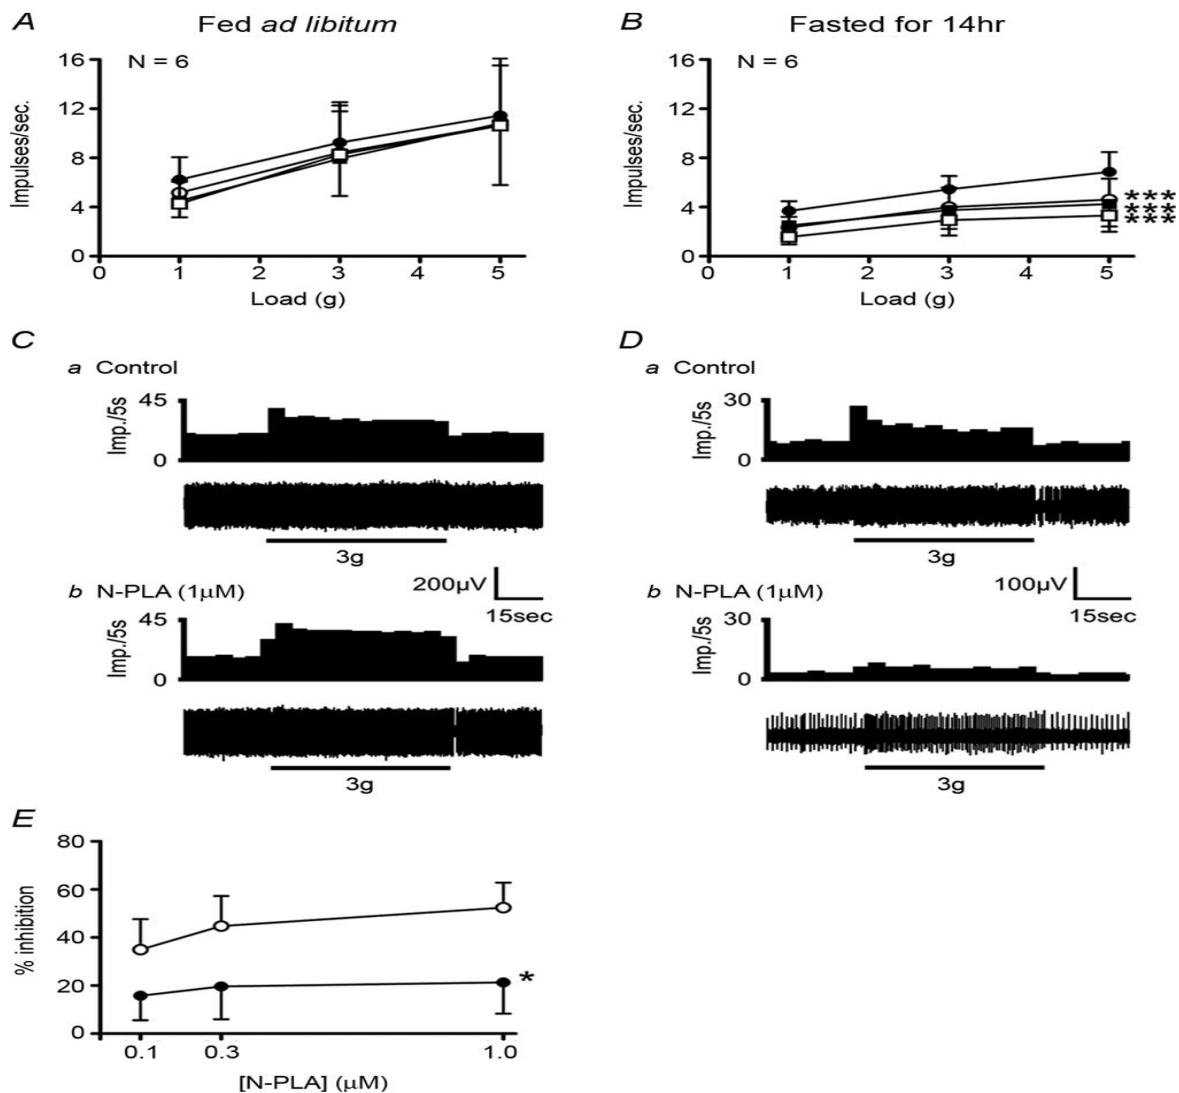 A Fed ad libitum
N = 6
Impulses/sec.
16
12
8
4
0
0 1 2 3 4 5
Load (g)
B Fasted for 14hr
N = 6
Impulses/sec.
16
12
8
4
0
0 1 2 3 4 5
Load (g)
***
***
***
C
a Control
45
Imp./5s
0
3g
200µV
15sec
b N-PLA (1µM)
45
Imp./5s
0
3g
D
a Control
30
Imp./5s
0
3g
100µV
15sec
b N-PLA (1µM)
30
Imp./5s
0
3g
E
80
60
40
20
0
% inhibition
*
0.1 0.3 1.0
[N-PLA] (µM)